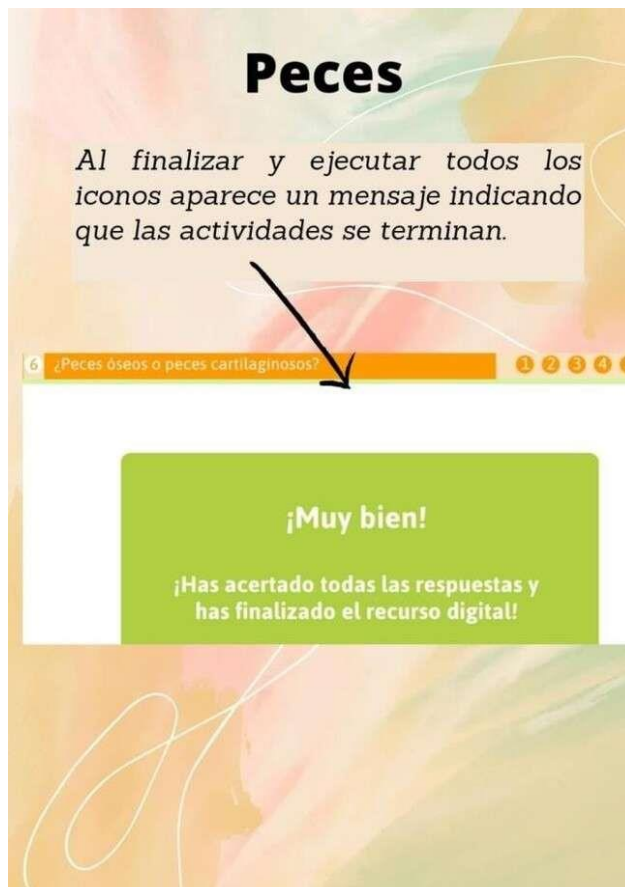 Peces
Al finalizar y ejecutar todos los
iconos aparece un mensaje indicando
que las actividades se terminan.
6 ¿Peces óseos o peces cartilaginosos? 1 2 3 4
¡Muy bien!
¡Has acertado todas las respuestas y
has finalizado el recurso digital!